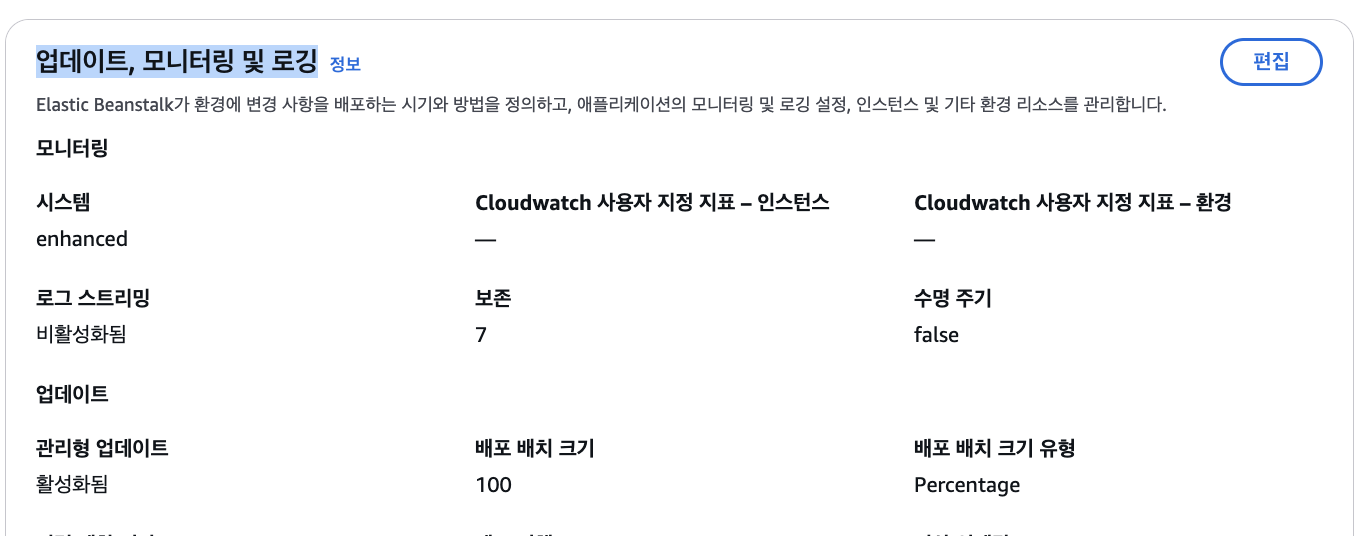 업데이트, 모니터링 및 로깅 정보
편집
Elastic Beanstalk가 환경에 변경 사항을 배포하는 시기와 방법을 정의하고, 애플리케이션의 모니터링 및 로깅 설정, 인스턴스 및 기타 환경 리소스를 관리합니다.
모니터링
시스템
enhanced
Cloudwatch 사용자 지정 지표 – 인스턴스
—
Cloudwatch 사용자 지정 지표 – 환경
—
로그 스트리밍
비활성화됨
보존
7
수명 주기
false
업데이트
관리형 업데이트
활성화됨
배포 배치 크기
100
배포 배치 크기 유형
Percentage